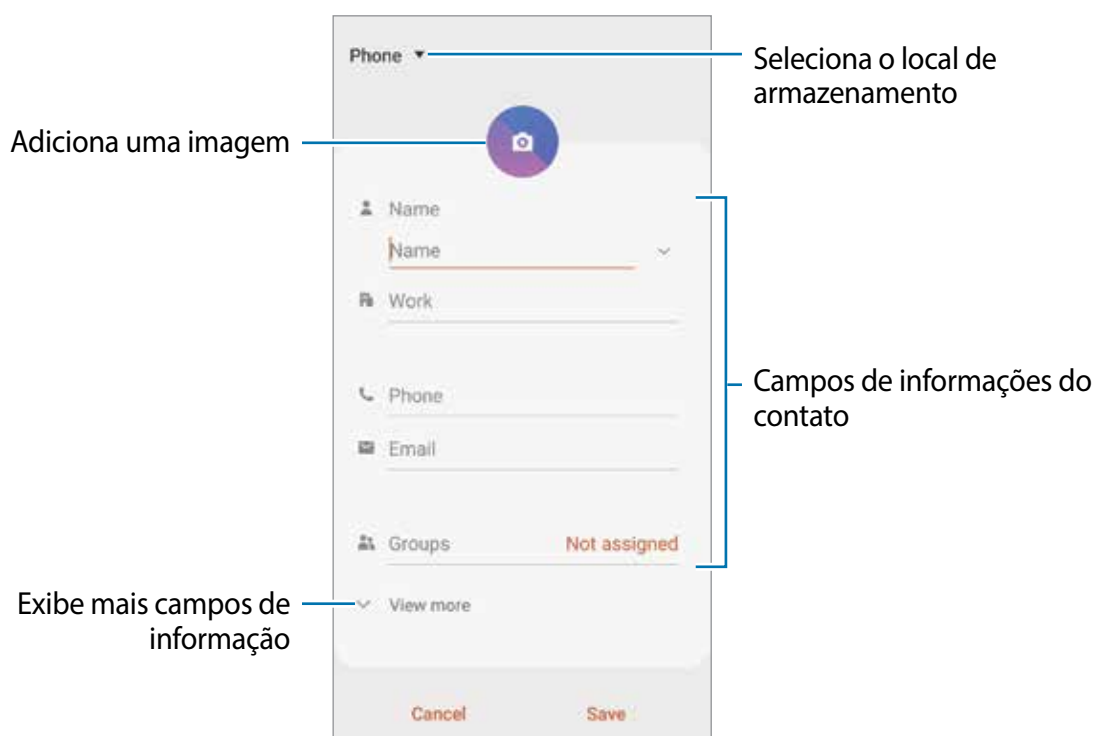 Phone
Seleciona o local de
armazenamento
Adiciona uma imagem
Name
Name
Work
Phone
Campos de informações do
contato
Email
Groups Not assigned
Exibe mais campos de
informação
View more
Cancel Save